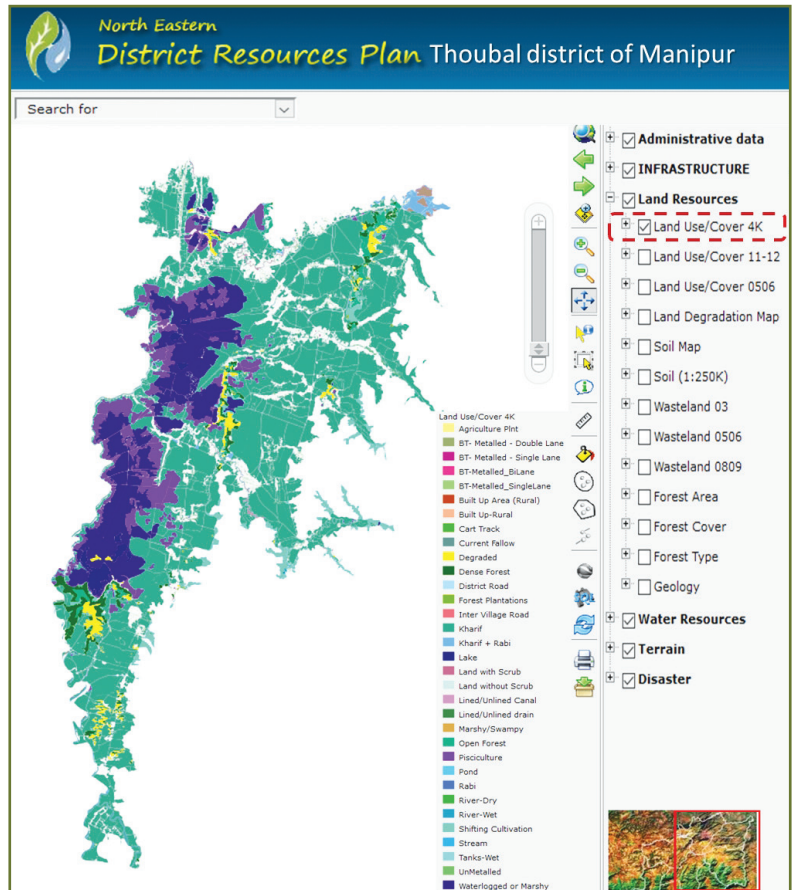 North Eastern
District Resources Plan Thoubal district of Manipur
Search for
Administrative data
INFRASTRUCTURE
Land Resources
Land Use/Cover 4K
Land Use/Cover 11-12
Land Use/Cover 0506
Land Degradation Map
Soil Map
Soil (1:250K)
Wasteland 03
Wasteland 0506
Wasteland 0809
Forest Area
Forest Cover
Forest Type
Geology
Water Resources
Terrain
Disaster
Land Use/Cover 4K
Agriculture Plnt
BT- Metalled - Double Lane
BT- Metalled - Single Lane
BT-Metalled_BiLane
BT-Metalled_SingleLane
Built Up Area (Rural)
Built Up-Rural
Cart Track
Current Fallow
Degraded
Dense Forest
District Road
Forest Plantations
Inter Village Road
Kharif
Kharif + Rabi
Lake
Land with Scrub
Land without Scrub
Lined/Unlined Canal
Lined/Unlined drain
Marshy/Swampy
Open Forest
Pisciculture
Pond
Rabi
River-Dry
River-Wet
Shifting Cultivation
Stream
Tanks-Wet
UnMetalled
Waterlogged or Marshy